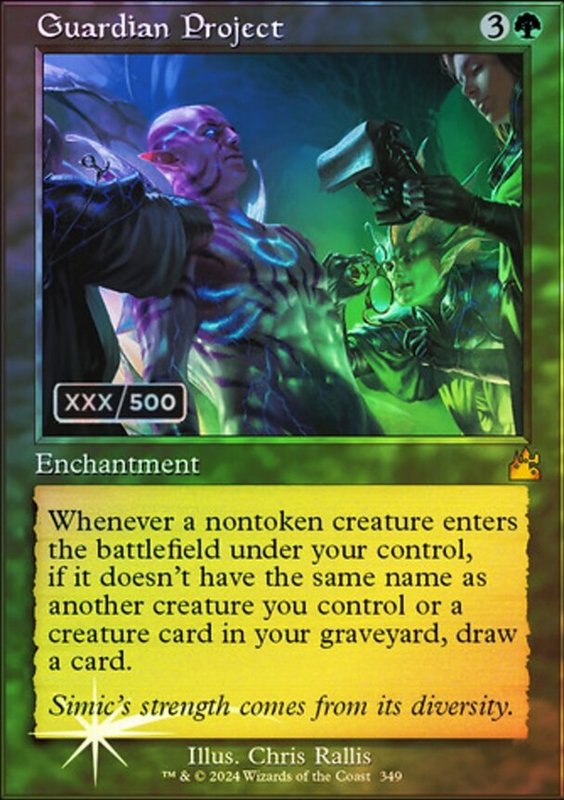 Guardian Project 3
XXX/500
Enchantment
Whenever a nontoken creature enters
the battlefield under your control,
if it doesn't have the same name as
another creature you control or a
creature card in your graveyard, draw
a card.
Simic's strength comes from its diversity.
Illus. Chris Rallis
™ & © 2024 Wizards of the Coast 349